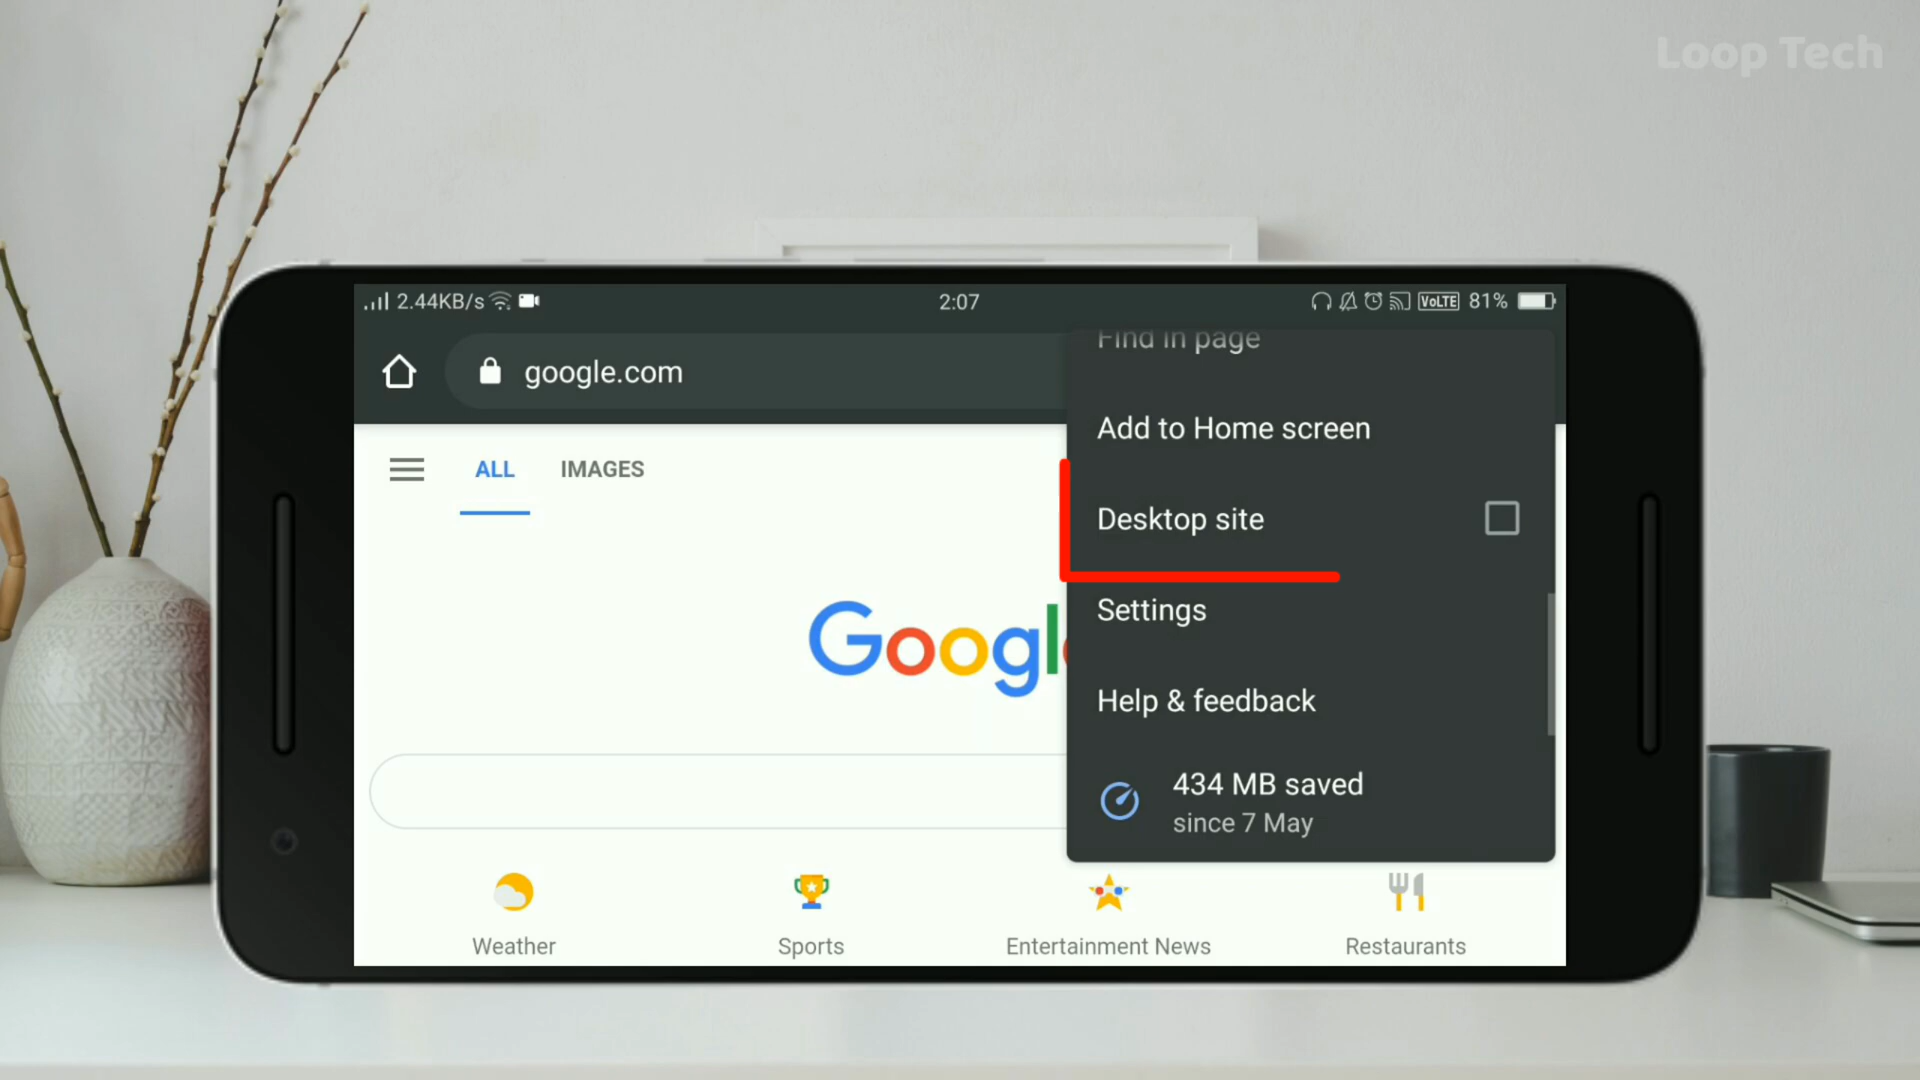 Loop Tech
2.44KB/s
2:07
VoLTE 81%
google.com
Find in page
Add to Home screen
Desktop site
Settings
Help & feedback
434 MB saved
since 7 May
ALL IMAGES
Googl
Weather Sports Entertainment News Restaurants